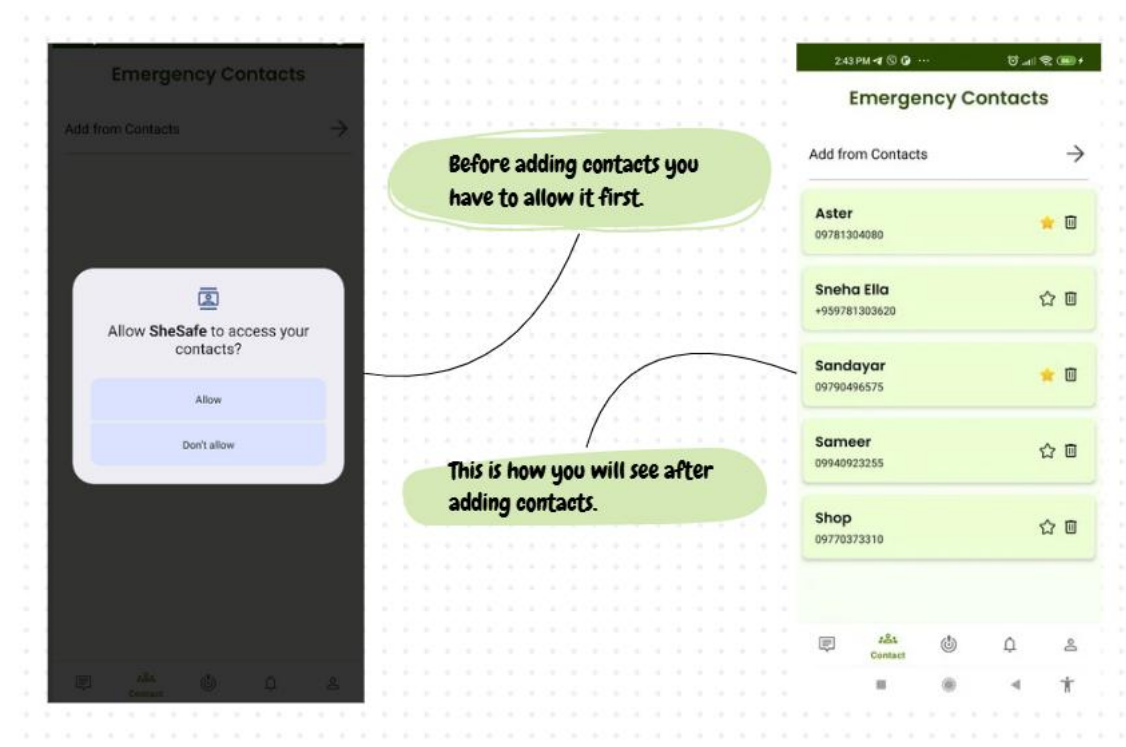 Emergency Contacts
Add from Contacts
Allow SheSafe to access your
contacts?
Allow
Don't allow
Contact
Before adding contacts you
have to allow it first.
This is how you will see after
adding contacts.
2:43 PM
Emergency Contacts
Add from Contacts
Aster
09781304080
Sneha Ella
+959781303620
Sandayar
09790496575
Sameer
09940923255
Shop
09770373310
Contact